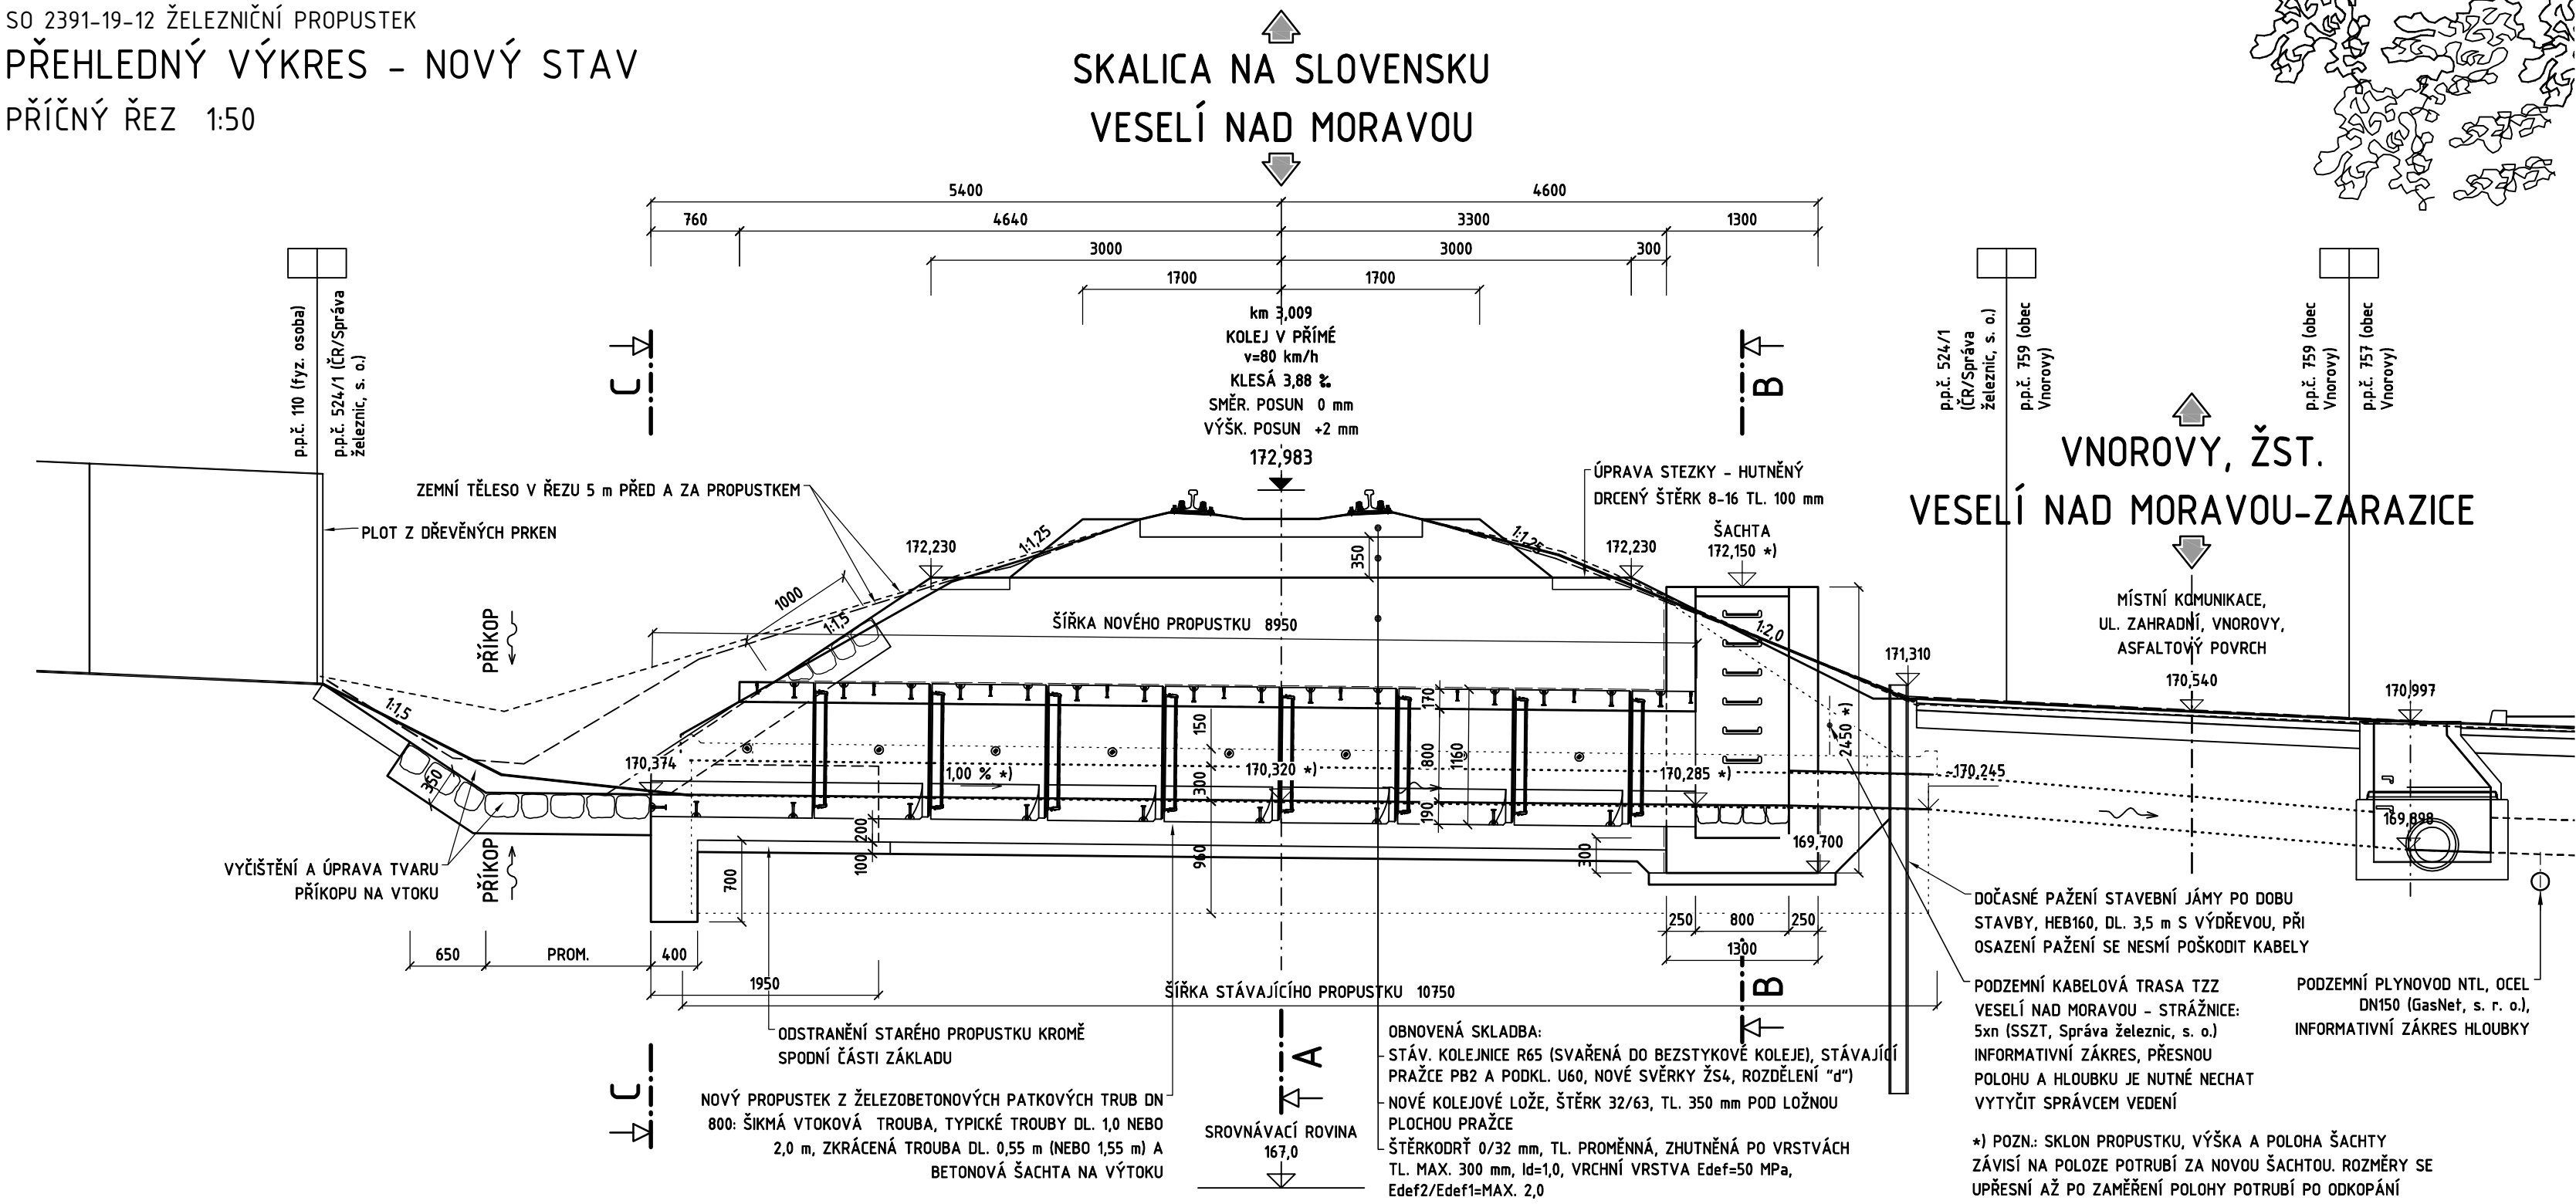 SO 2391-19-12 ŽELEZNIČNÍ PROPUSTEK
PŘEHLEDNÝ VÝKRES - NOVÝ STAV
PŘÍČNÝ ŘEZ 1:50
SKALICA NA SLOVENSKU
VESELÍ NAD MORAVOU
5400
4600
760
4640
3300
1300
3000
3000
300
1700
1700
km 3,009
KOLEJ V PŘÍMÉ
v=80 km/h
KLESÁ 3,88 ‰
SMĚR. POSUN 0 mm
VÝŠK. POSUN +2 mm
172,983
p.p.č. 110 (fyz. osoba)
p.p.č. 524/1 (ČR/Správa
železnic, s. o.)
C
B
p.p.č. 524/1
(ČR/Správa
železnic, s. o.)
p.p.č. 759 (obec
Vnorovy)
p.p.č. 759 (obec
Vnorovy)
p.p.č. 757 (obec
Vnorovy)
VNOROVY, ŽST.
VESELÍ NAD MORAVOU-ZARAZICE
ZEMNÍ TĚLESO V ŘEZU 5 m PŘED A ZA PROPUSTKEM
PLOT Z DŘEVĚNÝCH PRKEN
ÚPRAVA STEZKY - HUTNĚNÝ
DRCENÝ ŠTĚRK 8-16 TL. 100 mm
ŠACHTA
172,150 *)
172,230
1:1,25
350
1:1,25
172,230
1000
1:1,5
PŘÍKOP
ŠÍŘKA NOVÉHO PROPUSTKU 8950
1:2,0
171,310
MÍSTNÍ KOMUNIKACE,
UL. ZAHRADNÍ, VNOROVY,
ASFALTOVÝ POVRCH
170,540
170,997
1:1,5
350
170,374
1,00 % *)
150
300
960
170,320 *)
170
800
1160
190
170,285 *)
2450 *)
~170,245
169,898
200
100
700
300
169,700
VYČIŠTĚNÍ A ÚPRAVA TVARU
PŘÍKOPU NA VTOKU
PŘÍKOP
650
PROM.
400
1950
250
800
250
1300
ŠÍŘKA STÁVAJÍCÍHO PROPUSTKU 10750
B
A
C
ODSTRANĚNÍ STARÉHO PROPUSTKU KROMĚ
SPODNÍ ČÁSTI ZÁKLADU
NOVÝ PROPUSTEK Z ŽELEZOBETONOVÝCH PATKOVÝCH TRUB DN
800: ŠIKMÁ VTOKOVÁ TROUBA, TYPICKÉ TROUBY DL. 1,0 NEBO
2,0 m, ZKRÁCENÁ TROUBA DL. 0,55 m (NEBO 1,55 m) A
BETONOVÁ ŠACHTA NA VÝTOKU
SROVNÁVACÍ ROVINA
167,0
OBNOVENÁ SKLADBA:
STÁV. KOLEJNICE R65 (SVAŘENÁ DO BEZSTYKOVÉ KOLEJE), STÁVAJÍCÍ
PRAŽCE PB2 A PODKL. U60, NOVÉ SVĚRKY ŽS4, ROZDĚLENÍ "d")
NOVÉ KOLEJOVÉ LOŽE, ŠTĚRK 32/63, TL. 350 mm POD LOŽNOU
PLOCHOU PRAŽCE
ŠTĚRKODRŤ 0/32 mm, TL. PROMĚNNÁ, ZHUTNĚNÁ PO VRSTVÁCH
TL. MAX. 300 mm, Id=1,0, VRCHNÍ VRSTVA Edef=50 MPa,
Edef2/Edef1=MAX. 2,0
DOČASNÉ PAŽENÍ STAVEBNÍ JÁMY PO DOBU
STAVBY, HEB160, DL. 3,5 m S VÝDŘEVOU, PŘI
OSAZENÍ PAŽENÍ SE NESMÍ POŠKODIT KABELY
PODZEMNÍ KABELOVÁ TRASA TZZ
VESELÍ NAD MORAVOU - STRÁŽNICE:
5xn (SSZT, Správa železnic, s. o.)
INFORMATIVNÍ ZÁKRES, PŘESNOU
POLOHU A HLOUBKU JE NUTNÉ NECHAT
VYTYČIT SPRÁVCEM VEDENÍ
PODZEMNÍ PLYNOVOD NTL, OCEL
DN150 (GasNet, s. r. o.),
INFORMATIVNÍ ZÁKRES HLOUBKY
*) POZN.: SKLON PROPUSTKU, VÝŠKA A POLOHA ŠACHTY
ZÁVISÍ NA POLOZE POTRUBÍ ZA NOVOU ŠACHTOU. ROZMĚRY SE
UPŘESNÍ AŽ PO ZAMĚŘENÍ POLOHY POTRUBÍ PO ODKOPÁNÍ